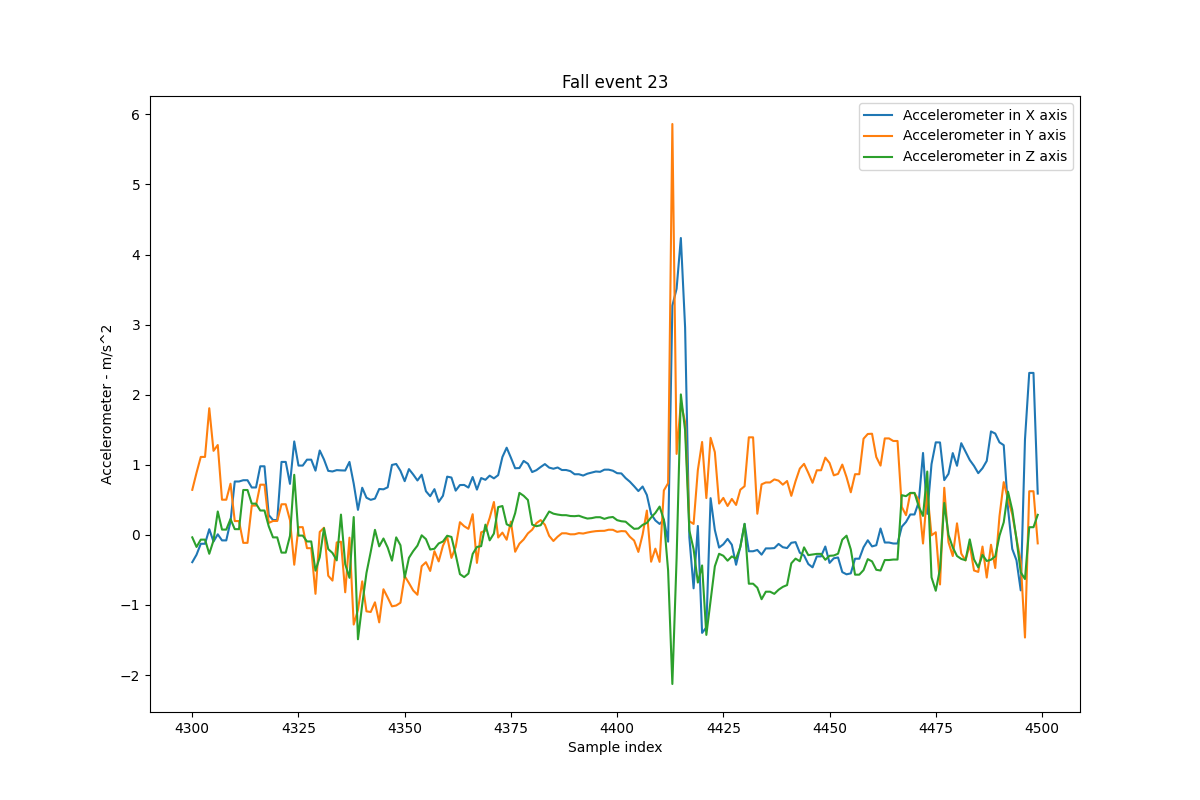 Fall event 23
Accelerometer in X axis
Accelerometer in Y axis
Accelerometer in Z axis
Accelerometer - m/s^2
6
5
4
3
2
1
0
−1
−2
4300 4325 4350 4375 4400 4425 4450 4475 4500
Sample index